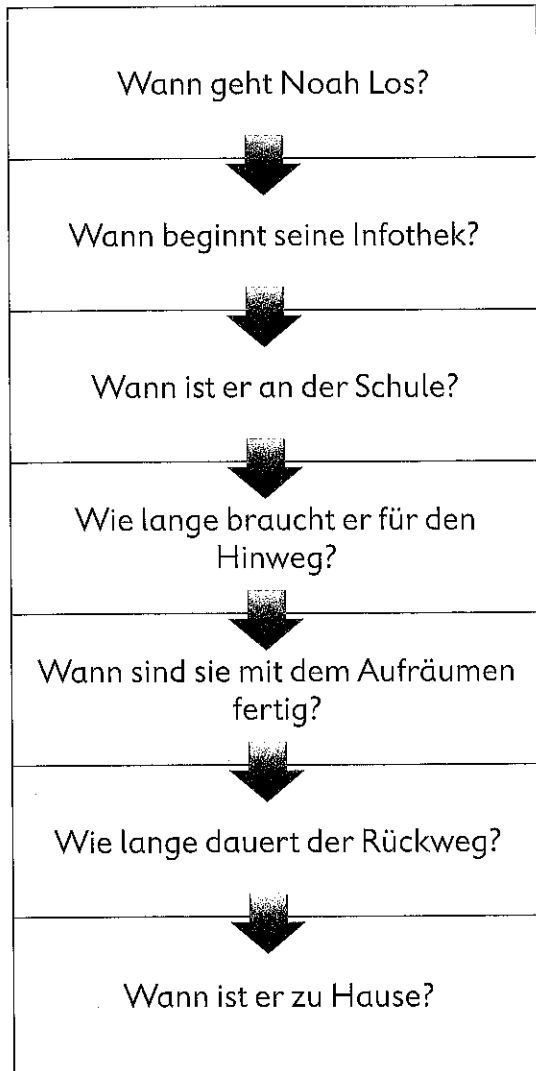 Wann geht Noah Los?
Wann beginnt seine Infothek?
Wann ist er an der Schule?
Wie lange braucht er für den
Hinweg?
Wann sind sie mit dem Aufräumen
fertig?
Wie lange dauert der Rückweg?
Wann ist er zu Hause?